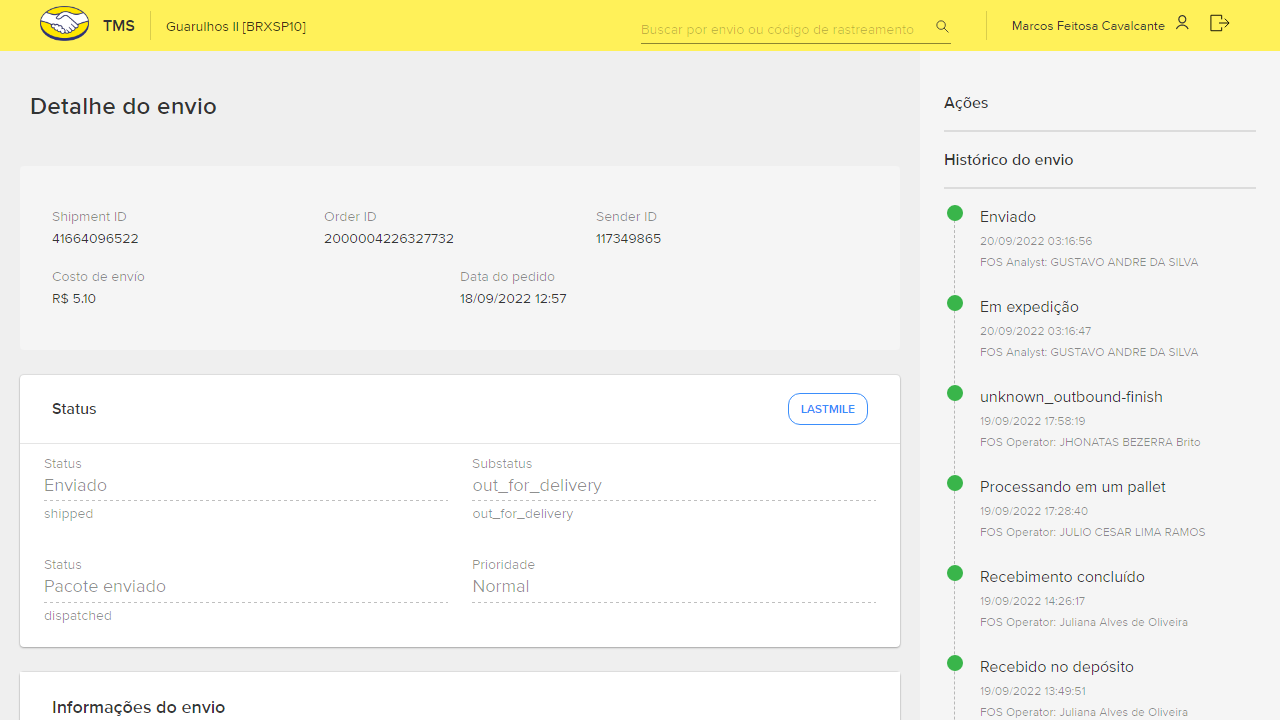 TMS
Guarulhos II [BRXSP10]
Buscar por envio ou código de rastreamento
Marcos Feitosa Cavalcante
Detalhe do envio
Shipment ID
41664096522
Order ID
2000004226327732
Sender ID
117349865
Costo de envío
R$ 5.10
Data do pedido
18/09/2022 12:57
Status
LASTMILE
Status
Enviado
shipped
Substatus
out_for_delivery
out_for_delivery
Status
Pacote enviado
dispatched
Prioridade
Normal
Informações do envio
Ações
Histórico do envio
Enviado
20/09/2022 03:16:56
FOS Analyst: GUSTAVO ANDRE DA SILVA
Em expedição
20/09/2022 03:16:47
FOS Analyst: GUSTAVO ANDRE DA SILVA
unknown_outbound-finish
19/09/2022 17:58:19
FOS Operator: JHONATAS BEZERRA Brito
Processando em um pallet
19/09/2022 17:28:40
FOS Operator: JULIO CESAR LIMA RAMOS
Recebimento concluído
19/09/2022 14:26:17
FOS Operator: Juliana Alves de Oliveira
Recebido no depósito
19/09/2022 13:49:51
FOS Operator: Juliana Alves de Oliveira